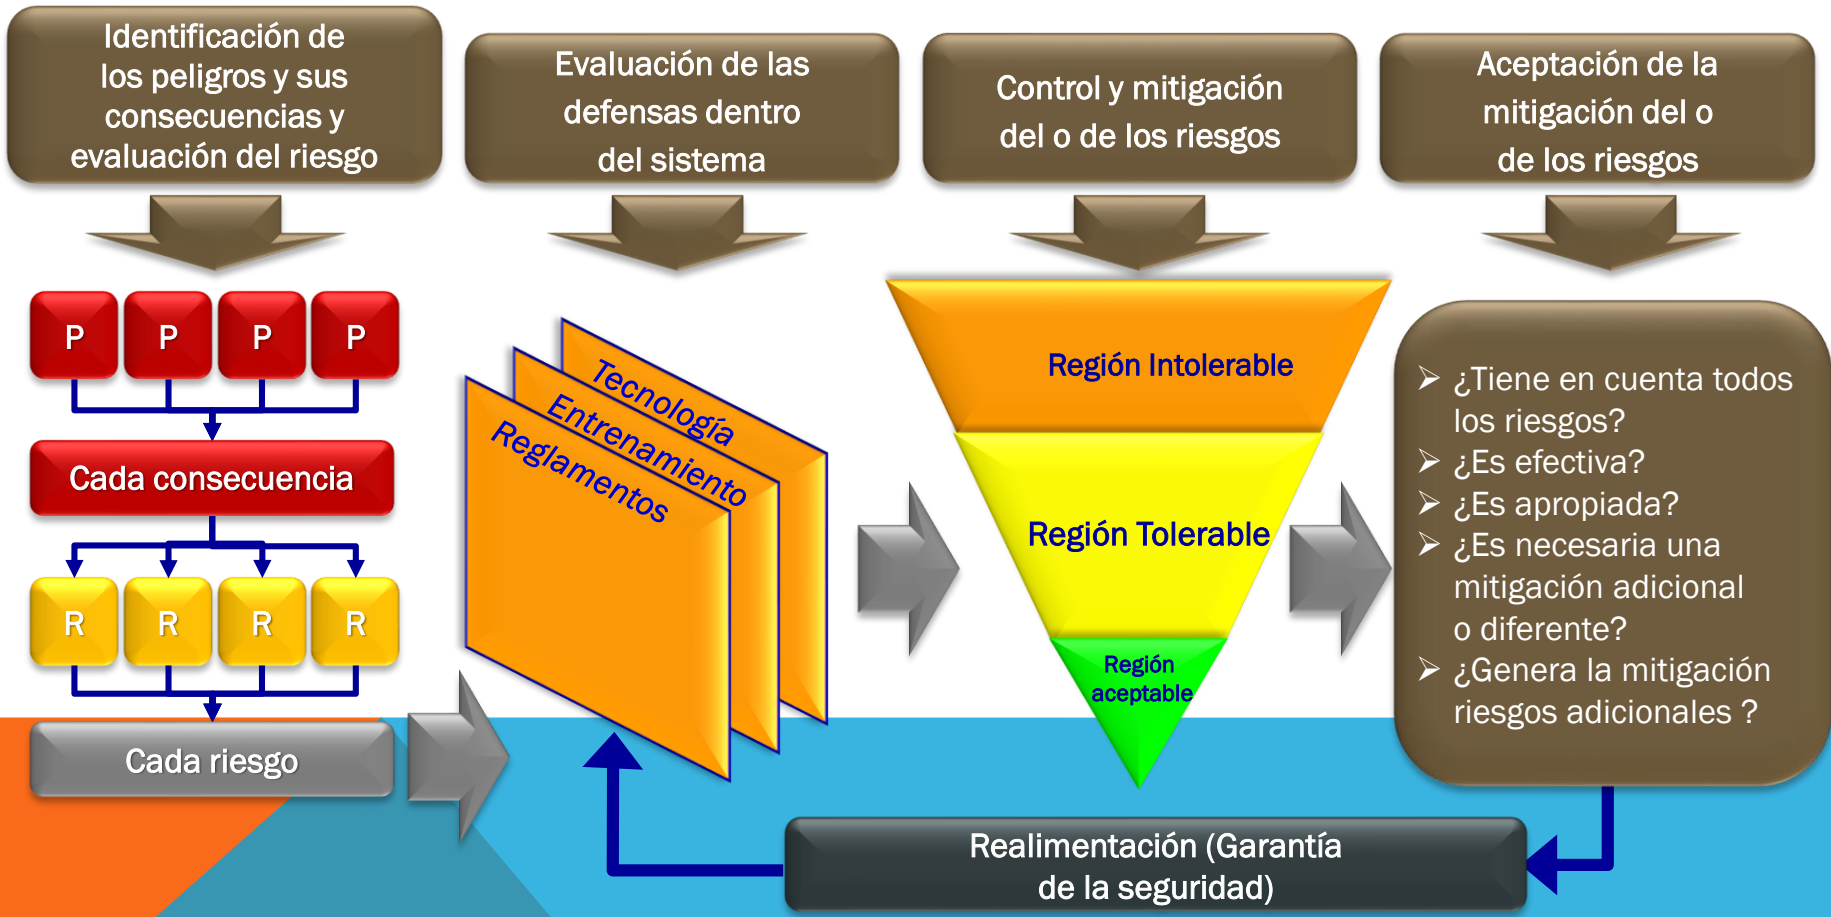 Identificación de
los peligros y sus
consecuencias y
evaluación del riesgo
Evaluación de las
defensas dentro
del sistema
Control y mitigación
del o de los riesgos
Aceptación de la
mitigación del o
de los riesgos
P P P P
Cada consecuencia
R R R R
Cada riesgo
Tecnología
Entrenamiento
Reglamentos
Región Intolerable
Región Tolerable
Región
aceptable
➢ ¿Tiene en cuenta todos
los riesgos?
➢ ¿Es efectiva?
➢ ¿Es apropiada?
➢ ¿Es necesaria una
mitigación adicional
o diferente?
➢ ¿Genera la mitigación
riesgos adicionales ?
Realimentación (Garantía
de la seguridad)